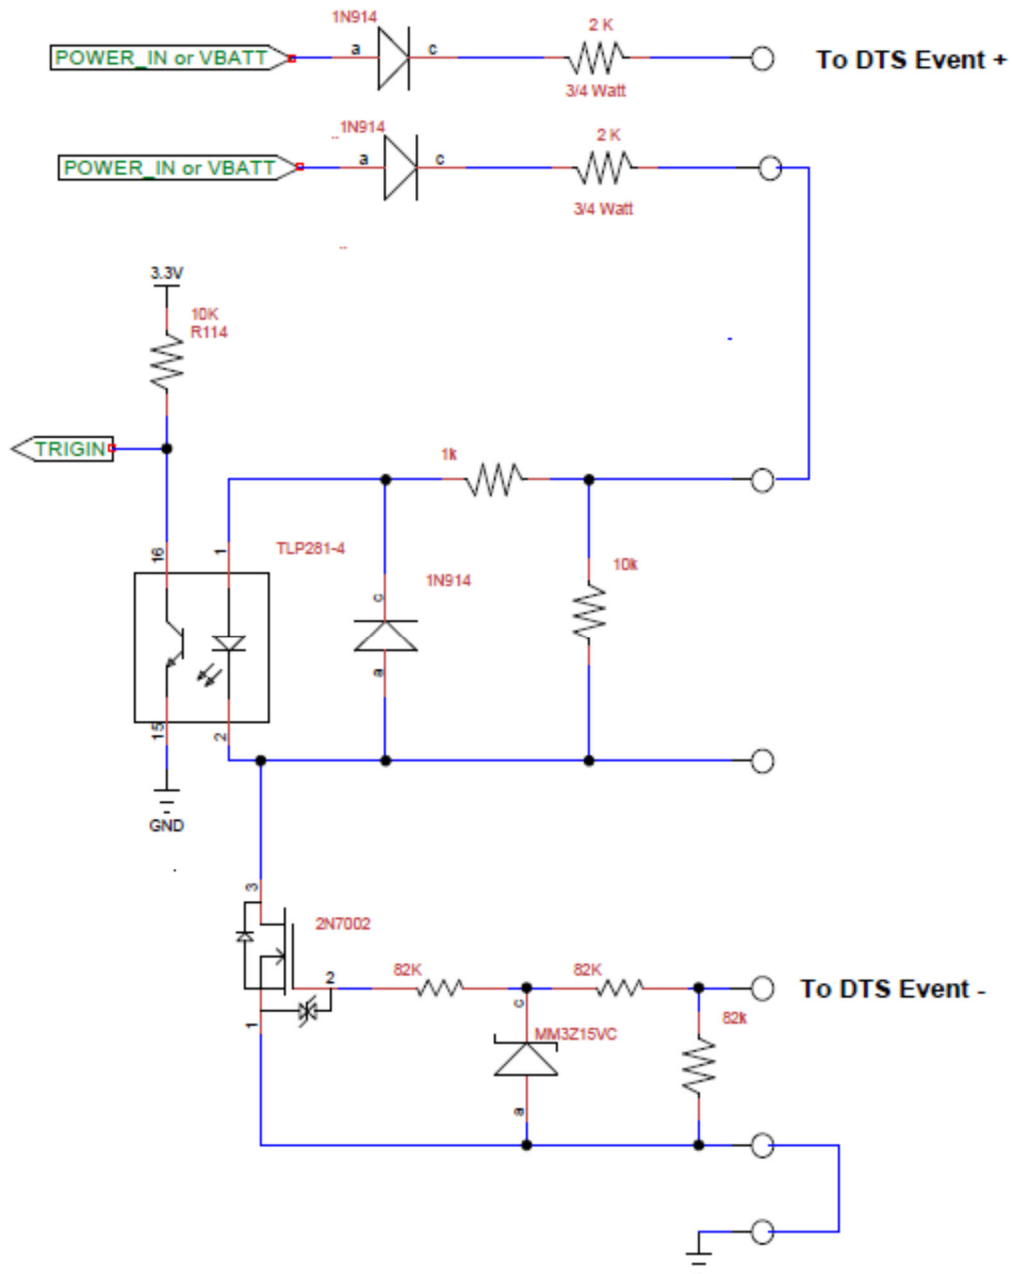 1N914
2 K
POWER_IN or VBATT
a
c
To DTS Event +
3/4 Watt
1N914
2 K
POWER_IN or VBATT
a
c
3/4 Watt
3.3V
10K
R114
TRIGIN
1k
16
1
TLP281-4
10k
1N914
c
a
15
2
GND
3
2N7002
2
82K
82K
To DTS Event -
c
82k
1
MM3Z15VC
a